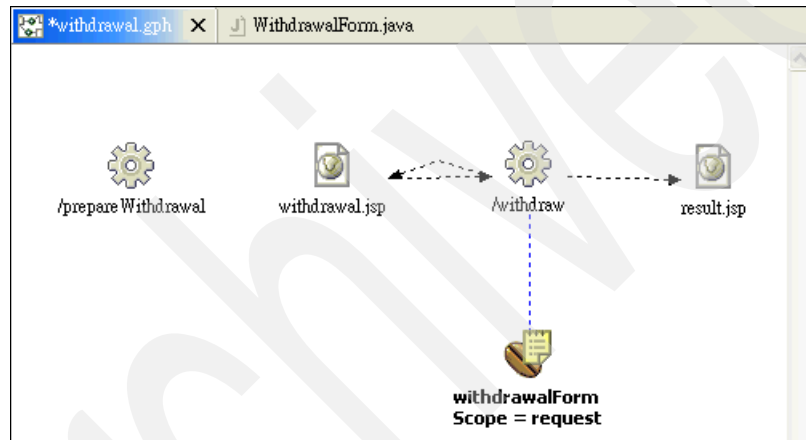 *withdrawal.gph WithdrawalForm.java
/prepareWithdrawal withdrawal.jsp /withdraw result.jsp
withdrawalForm
Scope = request